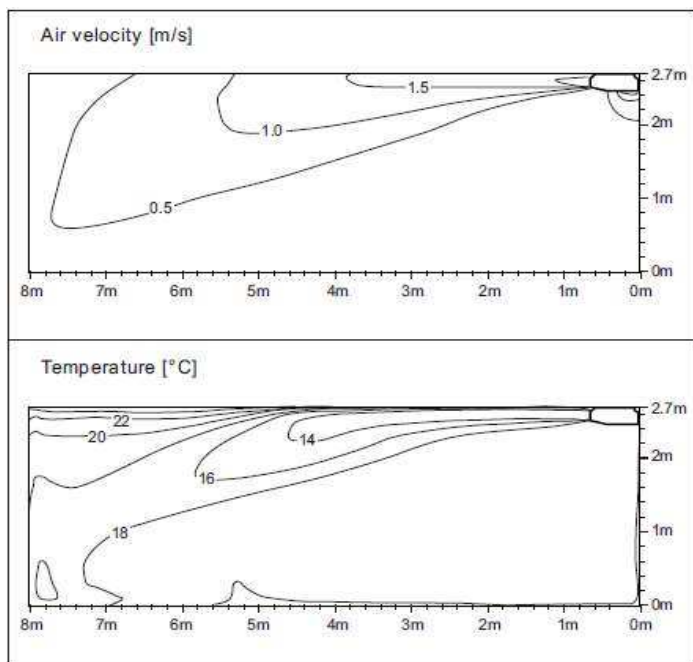 Air velocity [m/s]
2.7m
1.5
2m
1.0
1m
0.5
0m
8m 7m 6m 5m 4m 3m 2m 1m 0m
Temperature [°C]
2.7m
22
20
14
2m
16
18
1m
0m
8m 7m 6m 5m 4m 3m 2m 1m 0m